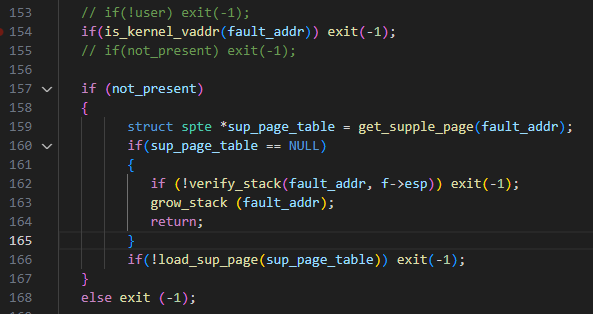 153 // if(!user) exit(-1);
154 if(is_kernel_vaddr(fault_addr)) exit(-1);
155 // if(not_present) exit(-1);
156
157 if (not_present)
158 {
159 struct spte *sup_page_table = get_supple_page(fault_addr);
160 if(sup_page_table == NULL)
161 {
162 if (!verify_stack(fault_addr, f->esp)) exit(-1);
163 grow_stack (fault_addr);
164 return;
165 }
166 if(!load_sup_page(sup_page_table)) exit(-1);
167 }
168 else exit (-1);